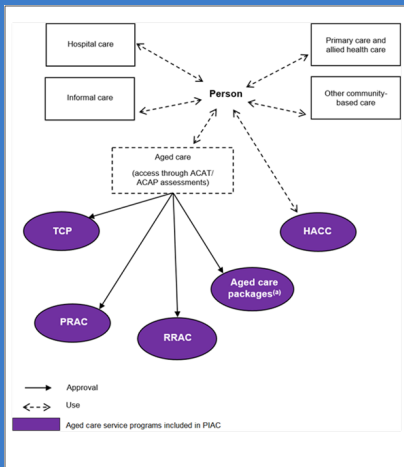 Hospital care
Primary care and
allied health care
Person
Informal care
Other community-
based care
Aged care
(access through ACAT/
ACAP assessments)
TCP
HACC
Aged care
packages(a)
PRAC
RRAC
Approval
Use
Aged care service programs included in PIAC